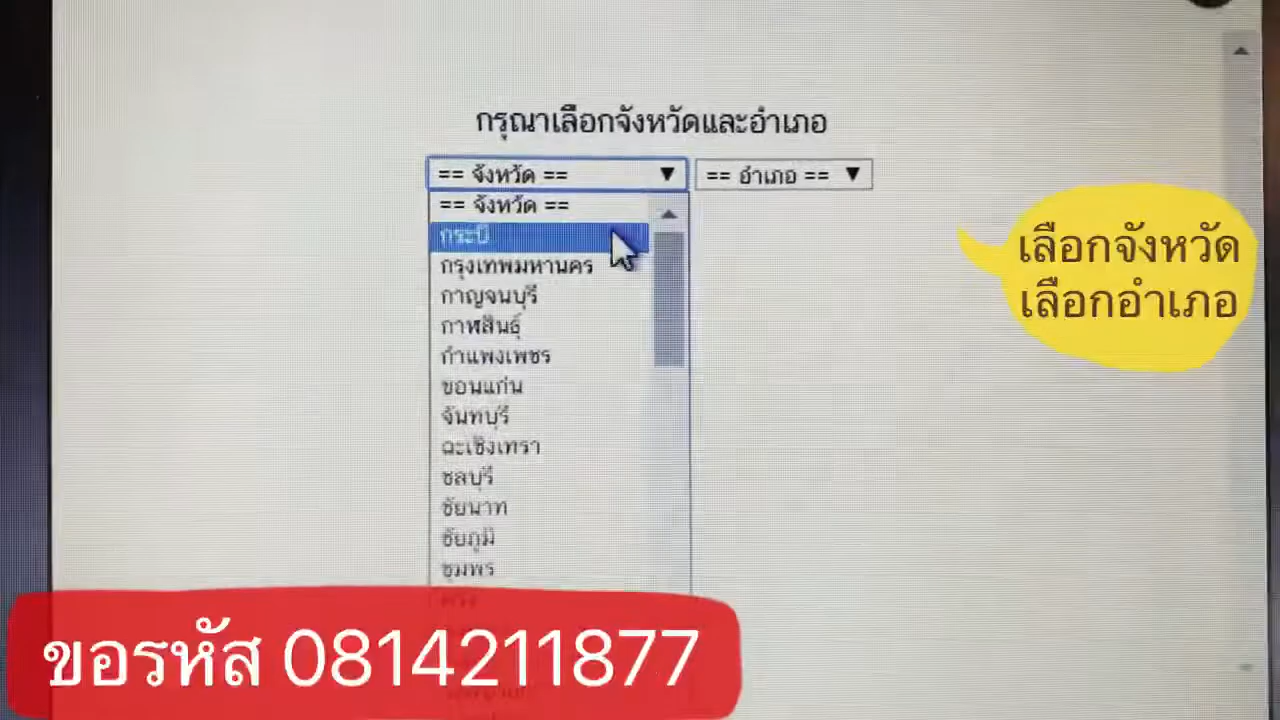 กรุณาเลือกจังหวัดและอำเภอ
== จังหวัด == ▼ == อำเภอ == ▼
== จังหวัด ==
กระบี่
กรุงเทพมหานคร
กาญจนบุรี
กาฬสินธุ์
กำแพงเพชร
ขอนแก่น
จันทบุรี
ฉะเชิงเทรา
ชลบุรี
ชัยนาท
ชัยภูมิ
ชุมพร
เลือกจังหวัด
เลือกอำเภอ
ขอรหัส 0814211877